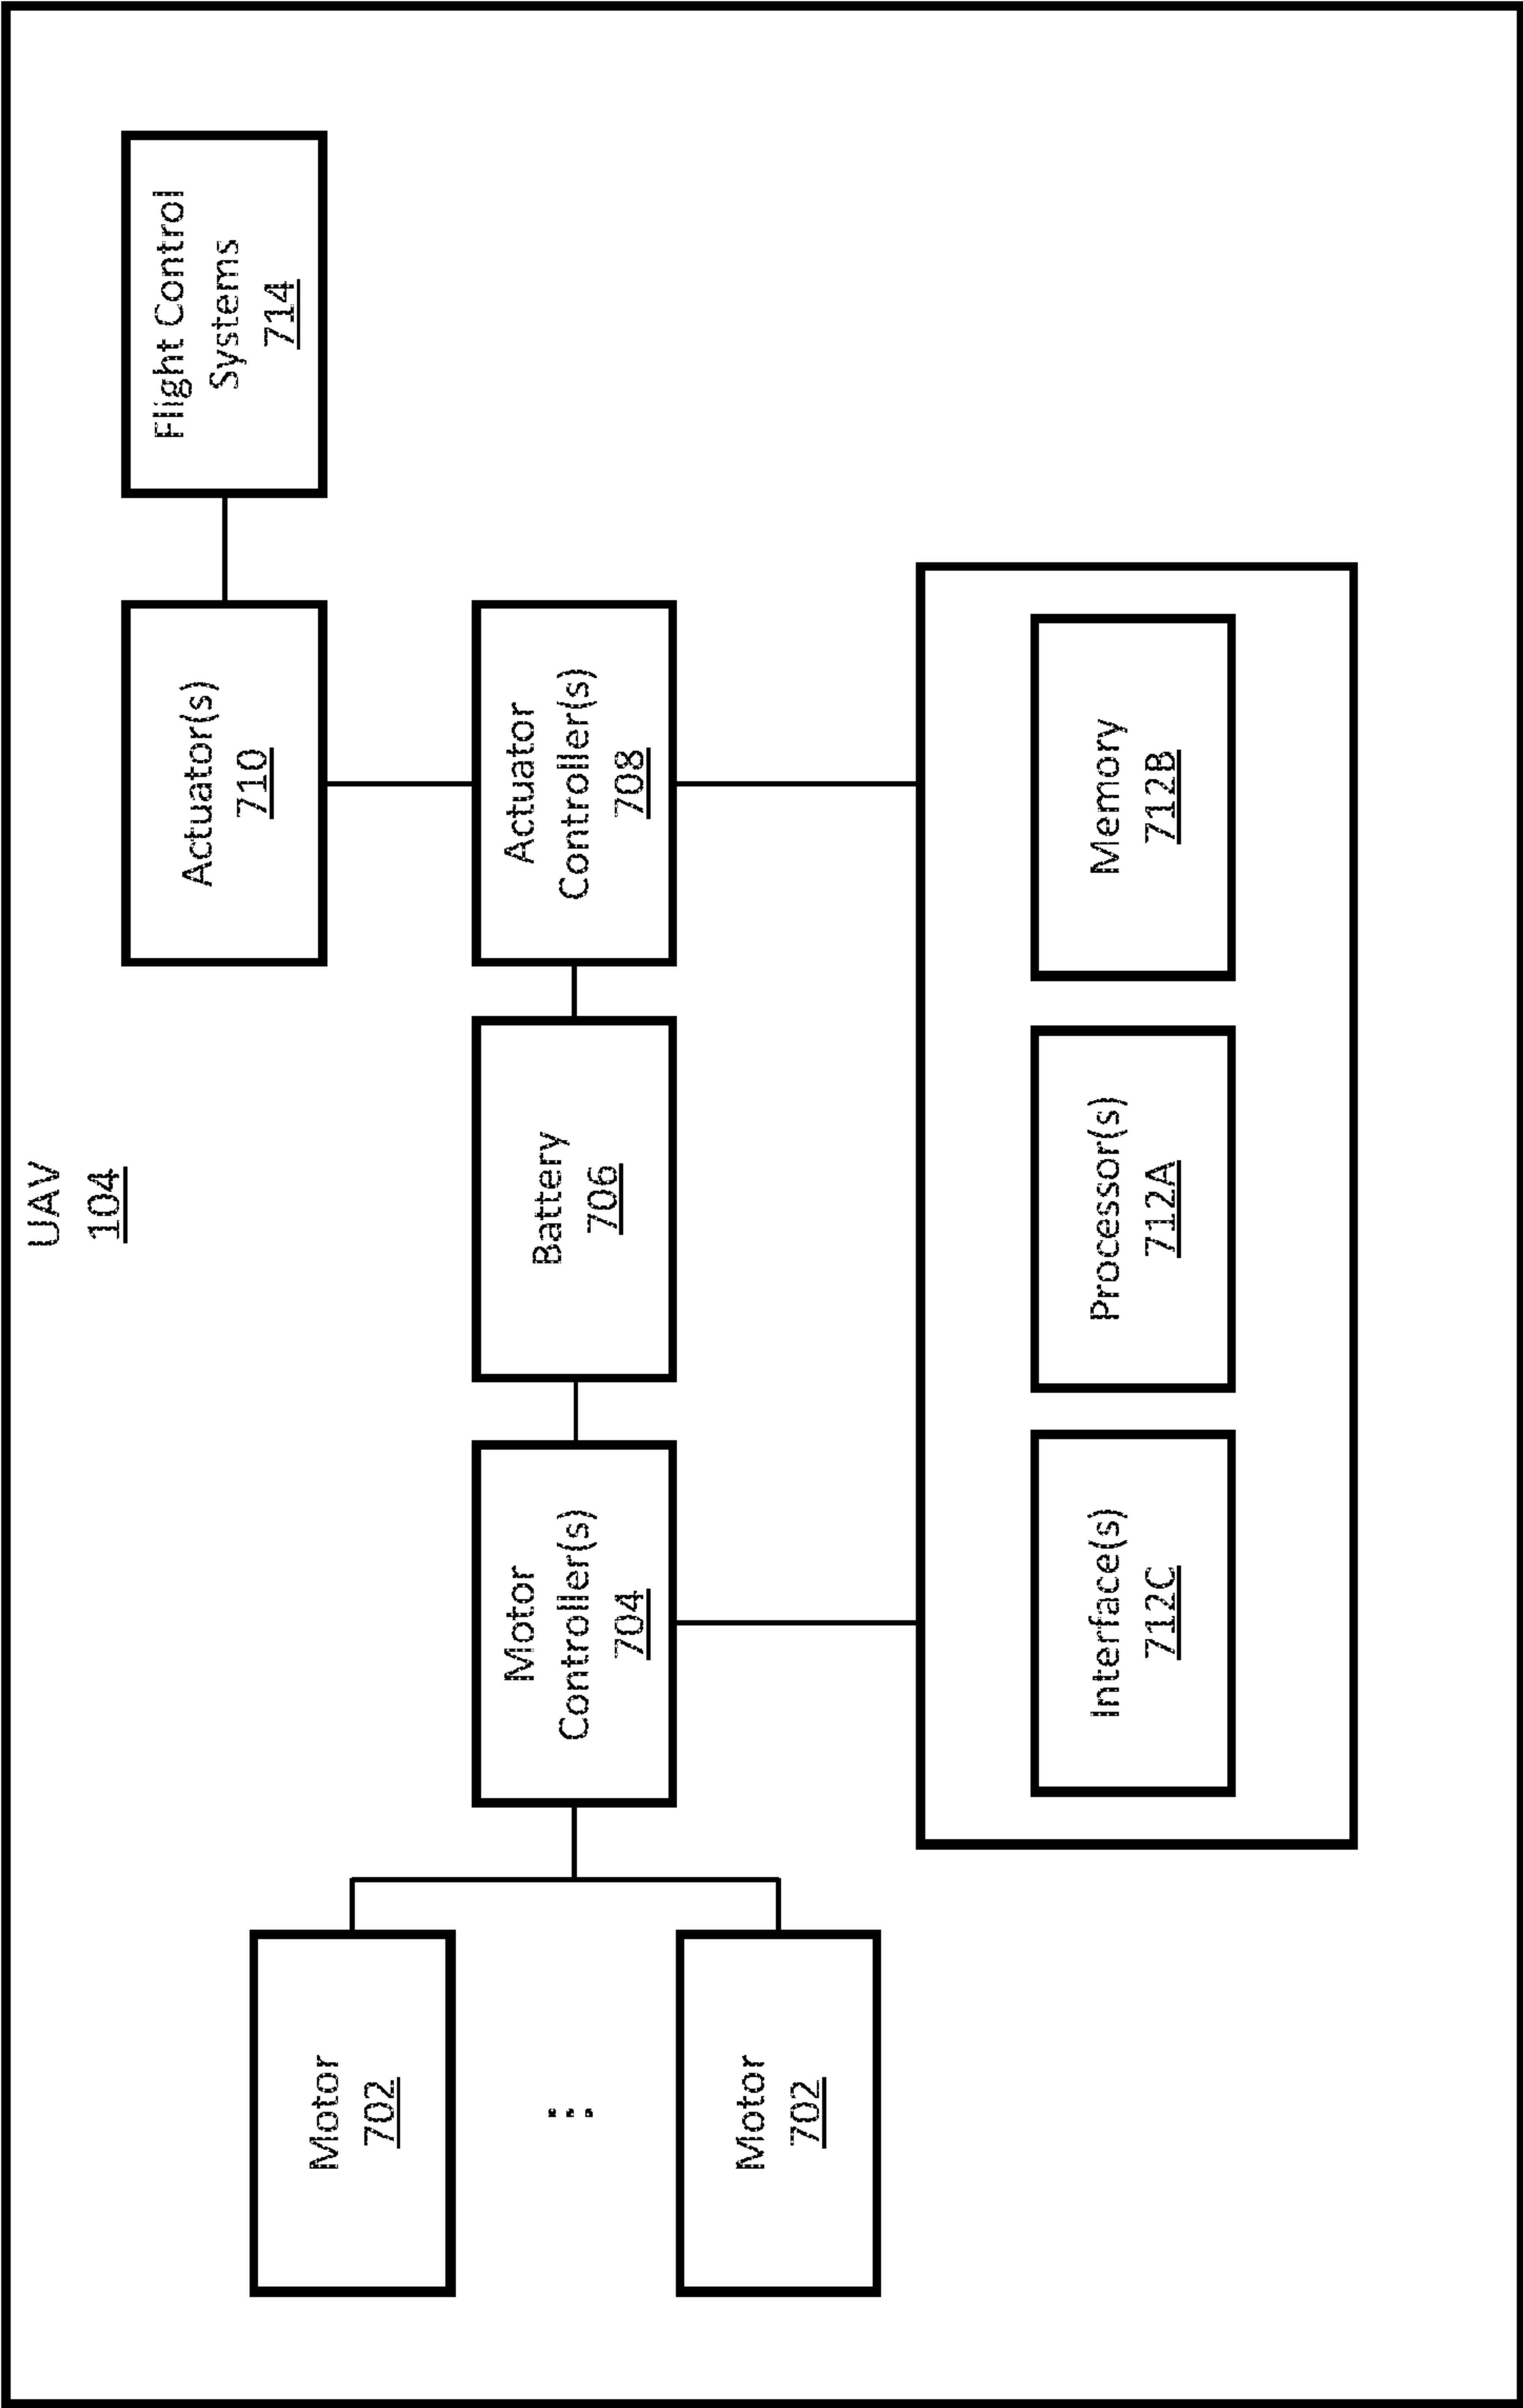 UAV
104
Actuator(s)
710
Flight Control
Systems
714
Motor
702
Motor
Controller(s)
704
Battery
706
Actuator
Controller(s)
708
...
Motor
702
Interface(s)
712C
Processor(s)
712A
Memory
712B